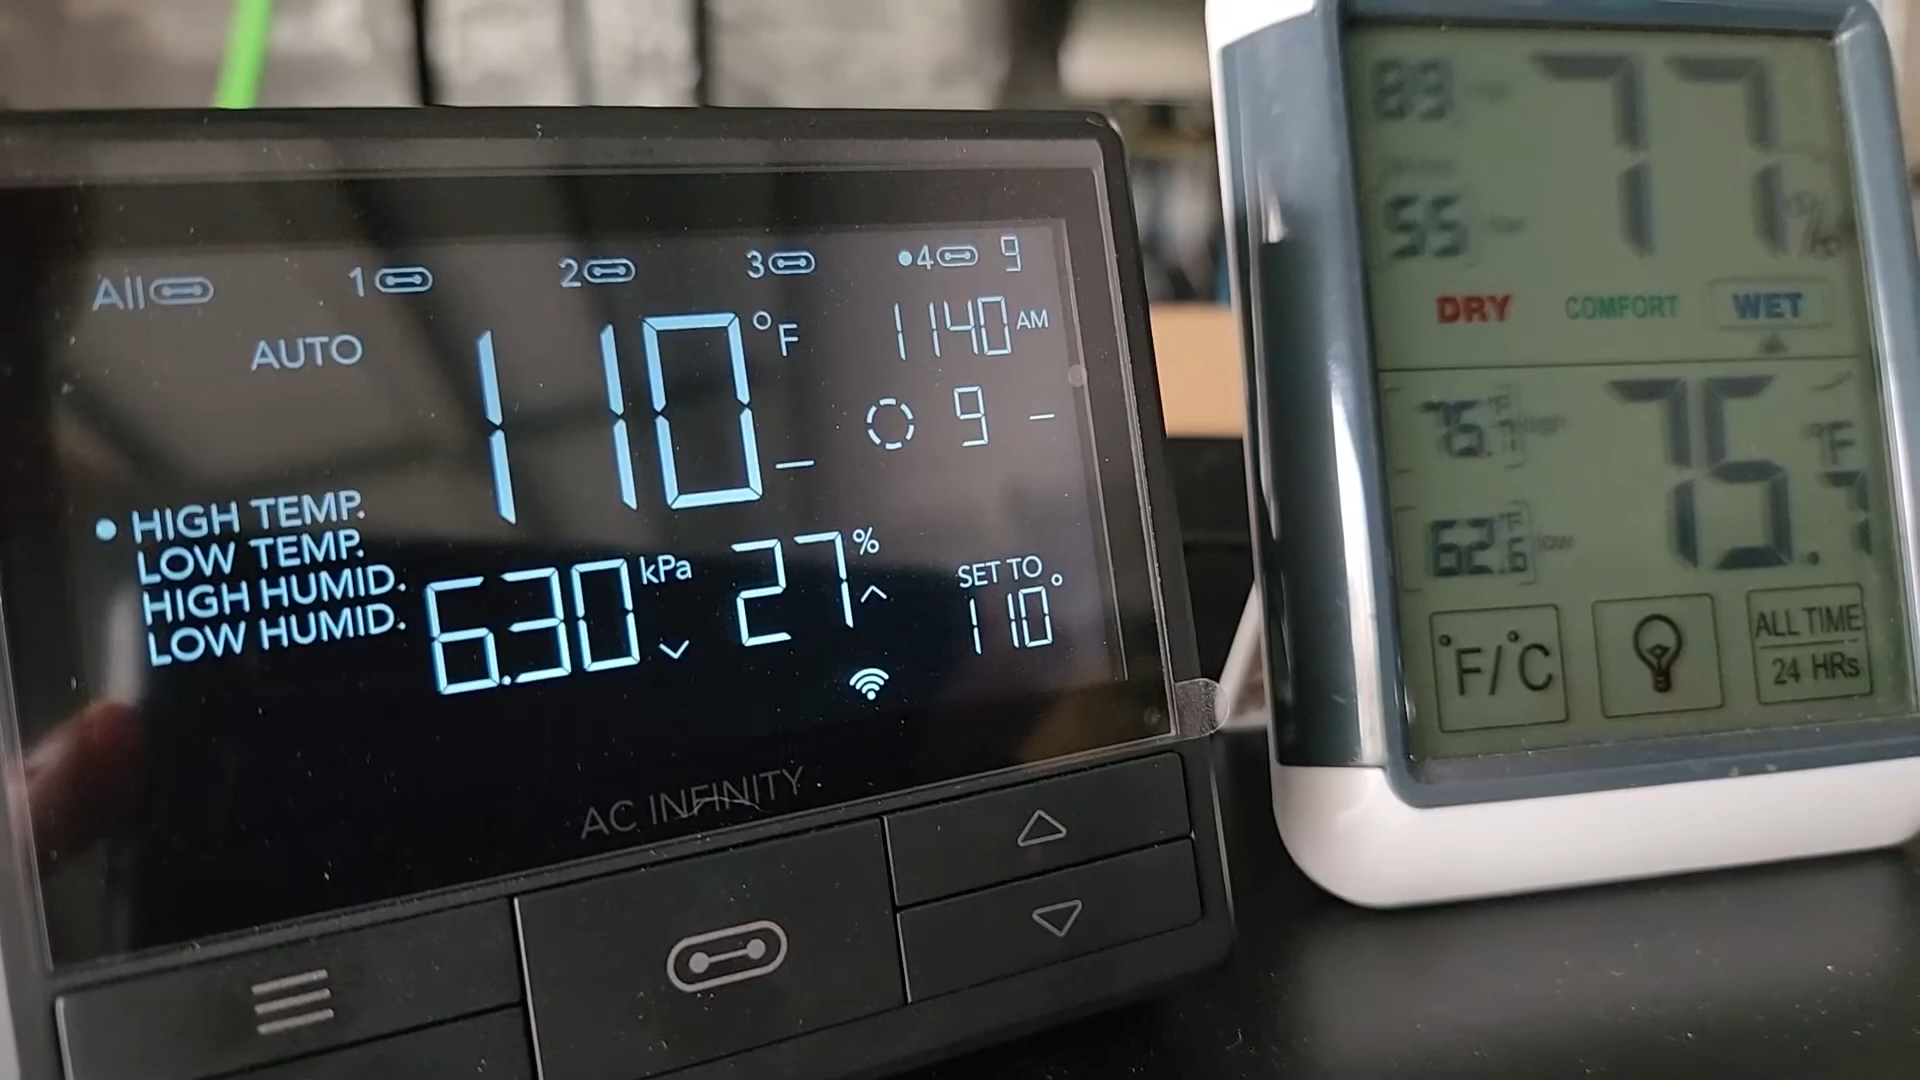 All 1 2 3 •4 9
AUTO 110 °F 1140 AM
9 –
• HIGH TEMP.
LOW TEMP.
HIGH HUMID.
LOW HUMID.
6.30 kPa 27 %
SET TO
110°
AC INFINITY
89 77 %
55
DRY COMFORT WET
75.7 °F high 75.7 °F
62.6 °F low
°F/°C
ALL TIME
24 HRs